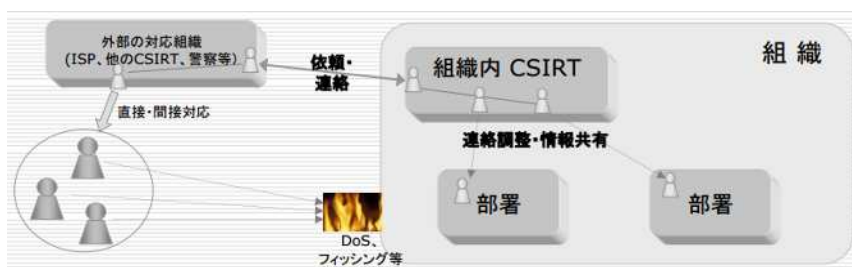 外部の対応組織
(ISP、他のCSIRT、警察等)
依頼・
連絡
組織内 CSIRT
組 織
直接・間接対応
連絡調整・情報共有
部署
部署
DoS、
フィッシング等